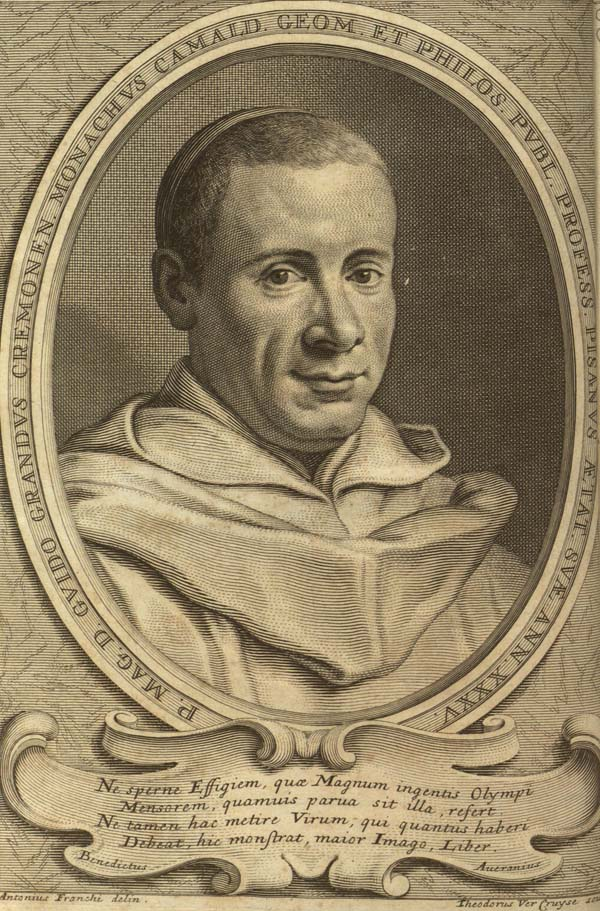 P. MAG. D. GVIDO GRANDVS CREMONEN. MONACHVS CAMALD. GEOM. ET PHILOS. PVBL. PROFESS. PISANVS ÆTAT. SVÆ ANN. XXXV.
Ne sperne Effigiem, quæ Magnum ingentis Olympi
Mensorem, quamuis parua sit illa, refert
Ne tamen hac metire Virum, qui quantus haberi
Debeat, hic monſtrat, maior Imago, Liber.
Benedictus Aueranius
Antonius Franchi delin. Theodorus Ver Cruyse